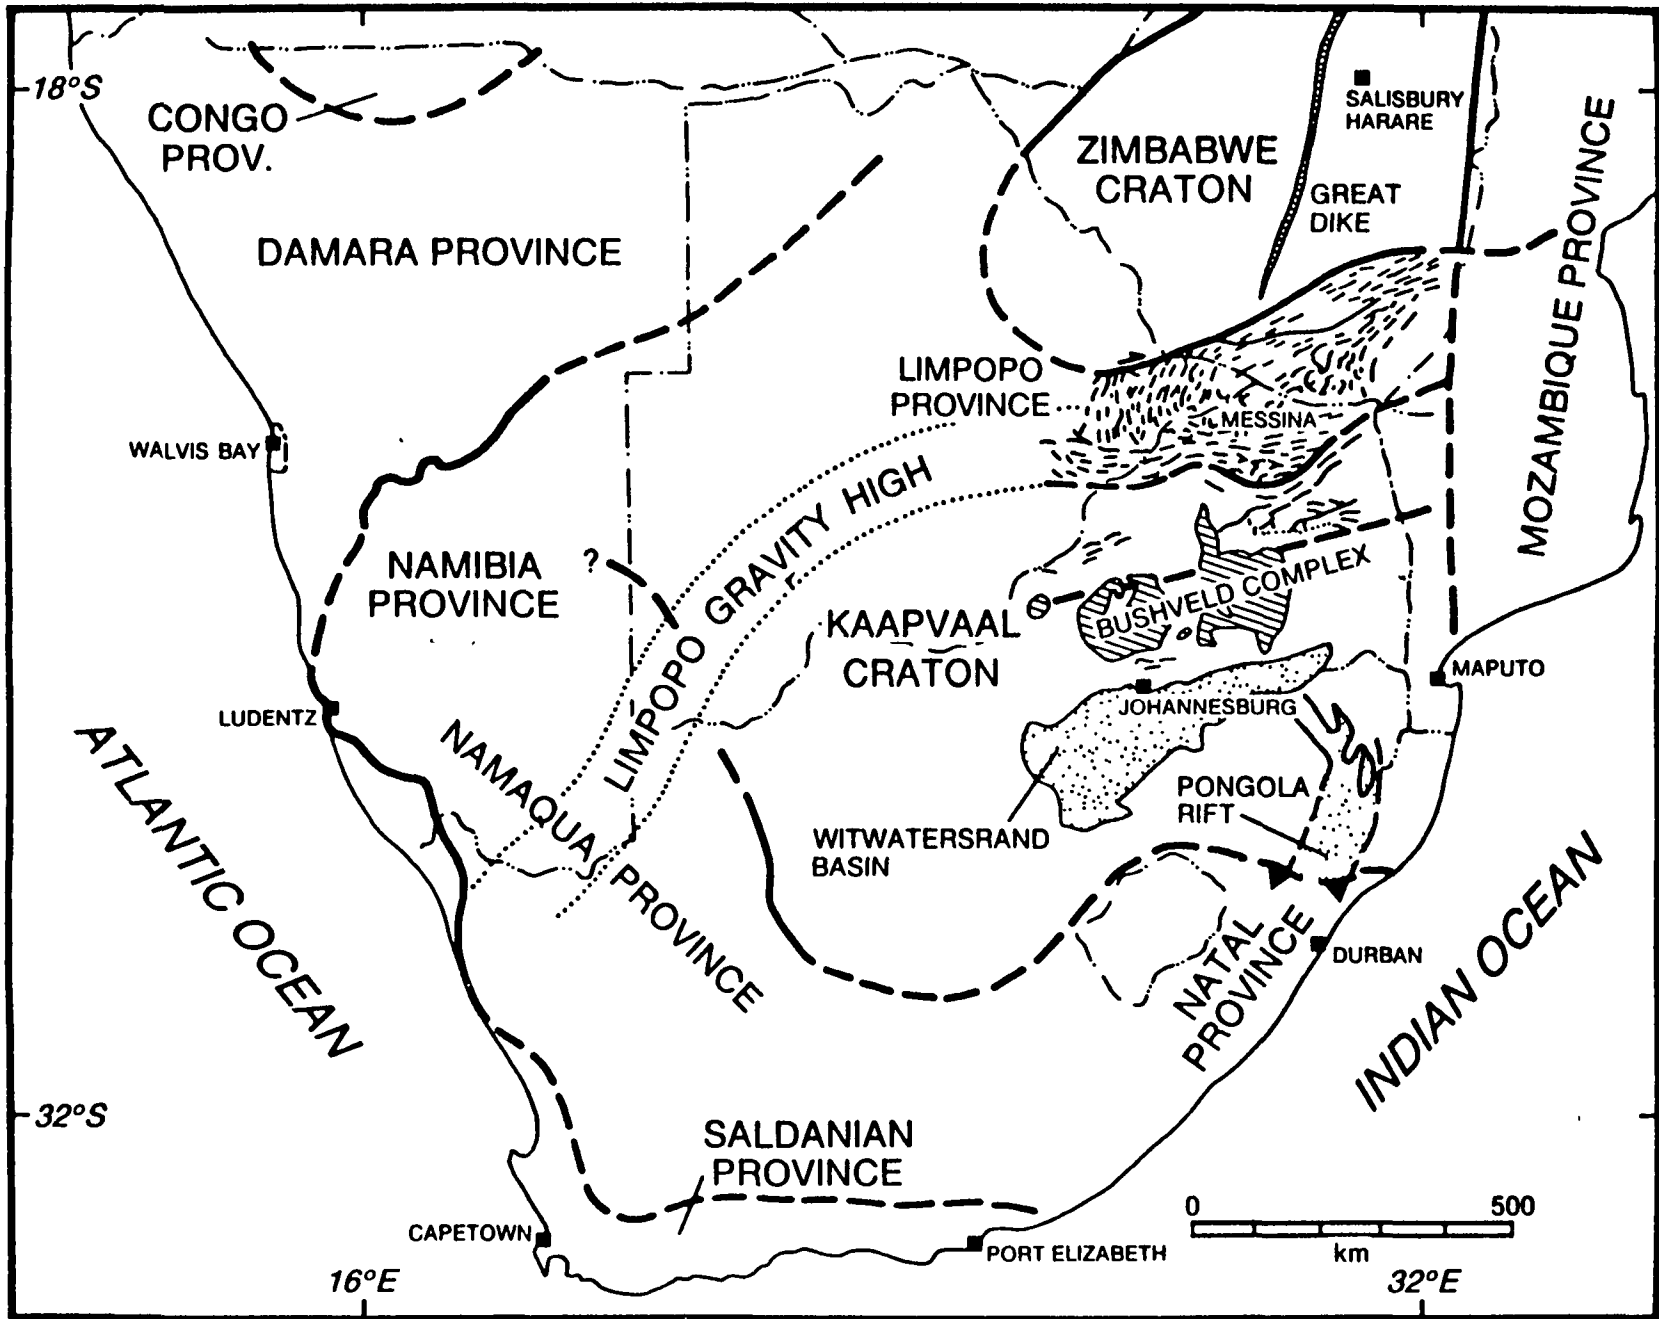 18°S
CONGO
PROV.
SALISBURY
HARARE
ZIMBABWE
CRATON
GREAT
DIKE
MOZAMBIQUE PROVINCE
DAMARA PROVINCE
LIMPOPO
PROVINCE
MESSINA
WALVIS BAY
LIMPOPO GRAVITY HIGH
NAMIBIA
PROVINCE
?
KAAPVAAL
CRATON
BUSHVELD COMPLEX
MAPUTO
LUDENTZ
JOHANNESBURG
NAMAQUA PROVINCE
ATLANTIC OCEAN
PONGOLA
RIFT
WITWATERSRAND
BASIN
NATAL
PROVINCE
DURBAN
INDIAN OCEAN
32°S
SALDANIAN
PROVINCE
0 500
km
CAPETOWN
PORT ELIZABETH
16°E
32°E